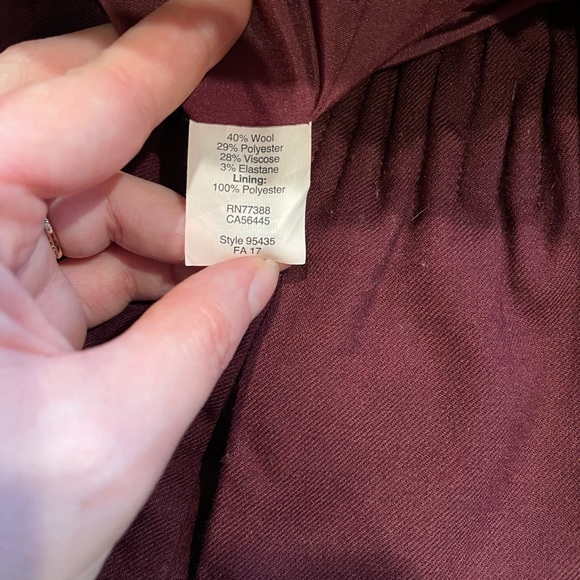 40% Wool
29% Polyester
28% Viscose
3% Elastane
Lining:
100% Polyester
RN77388
CA56445
Style 95435
FA 17